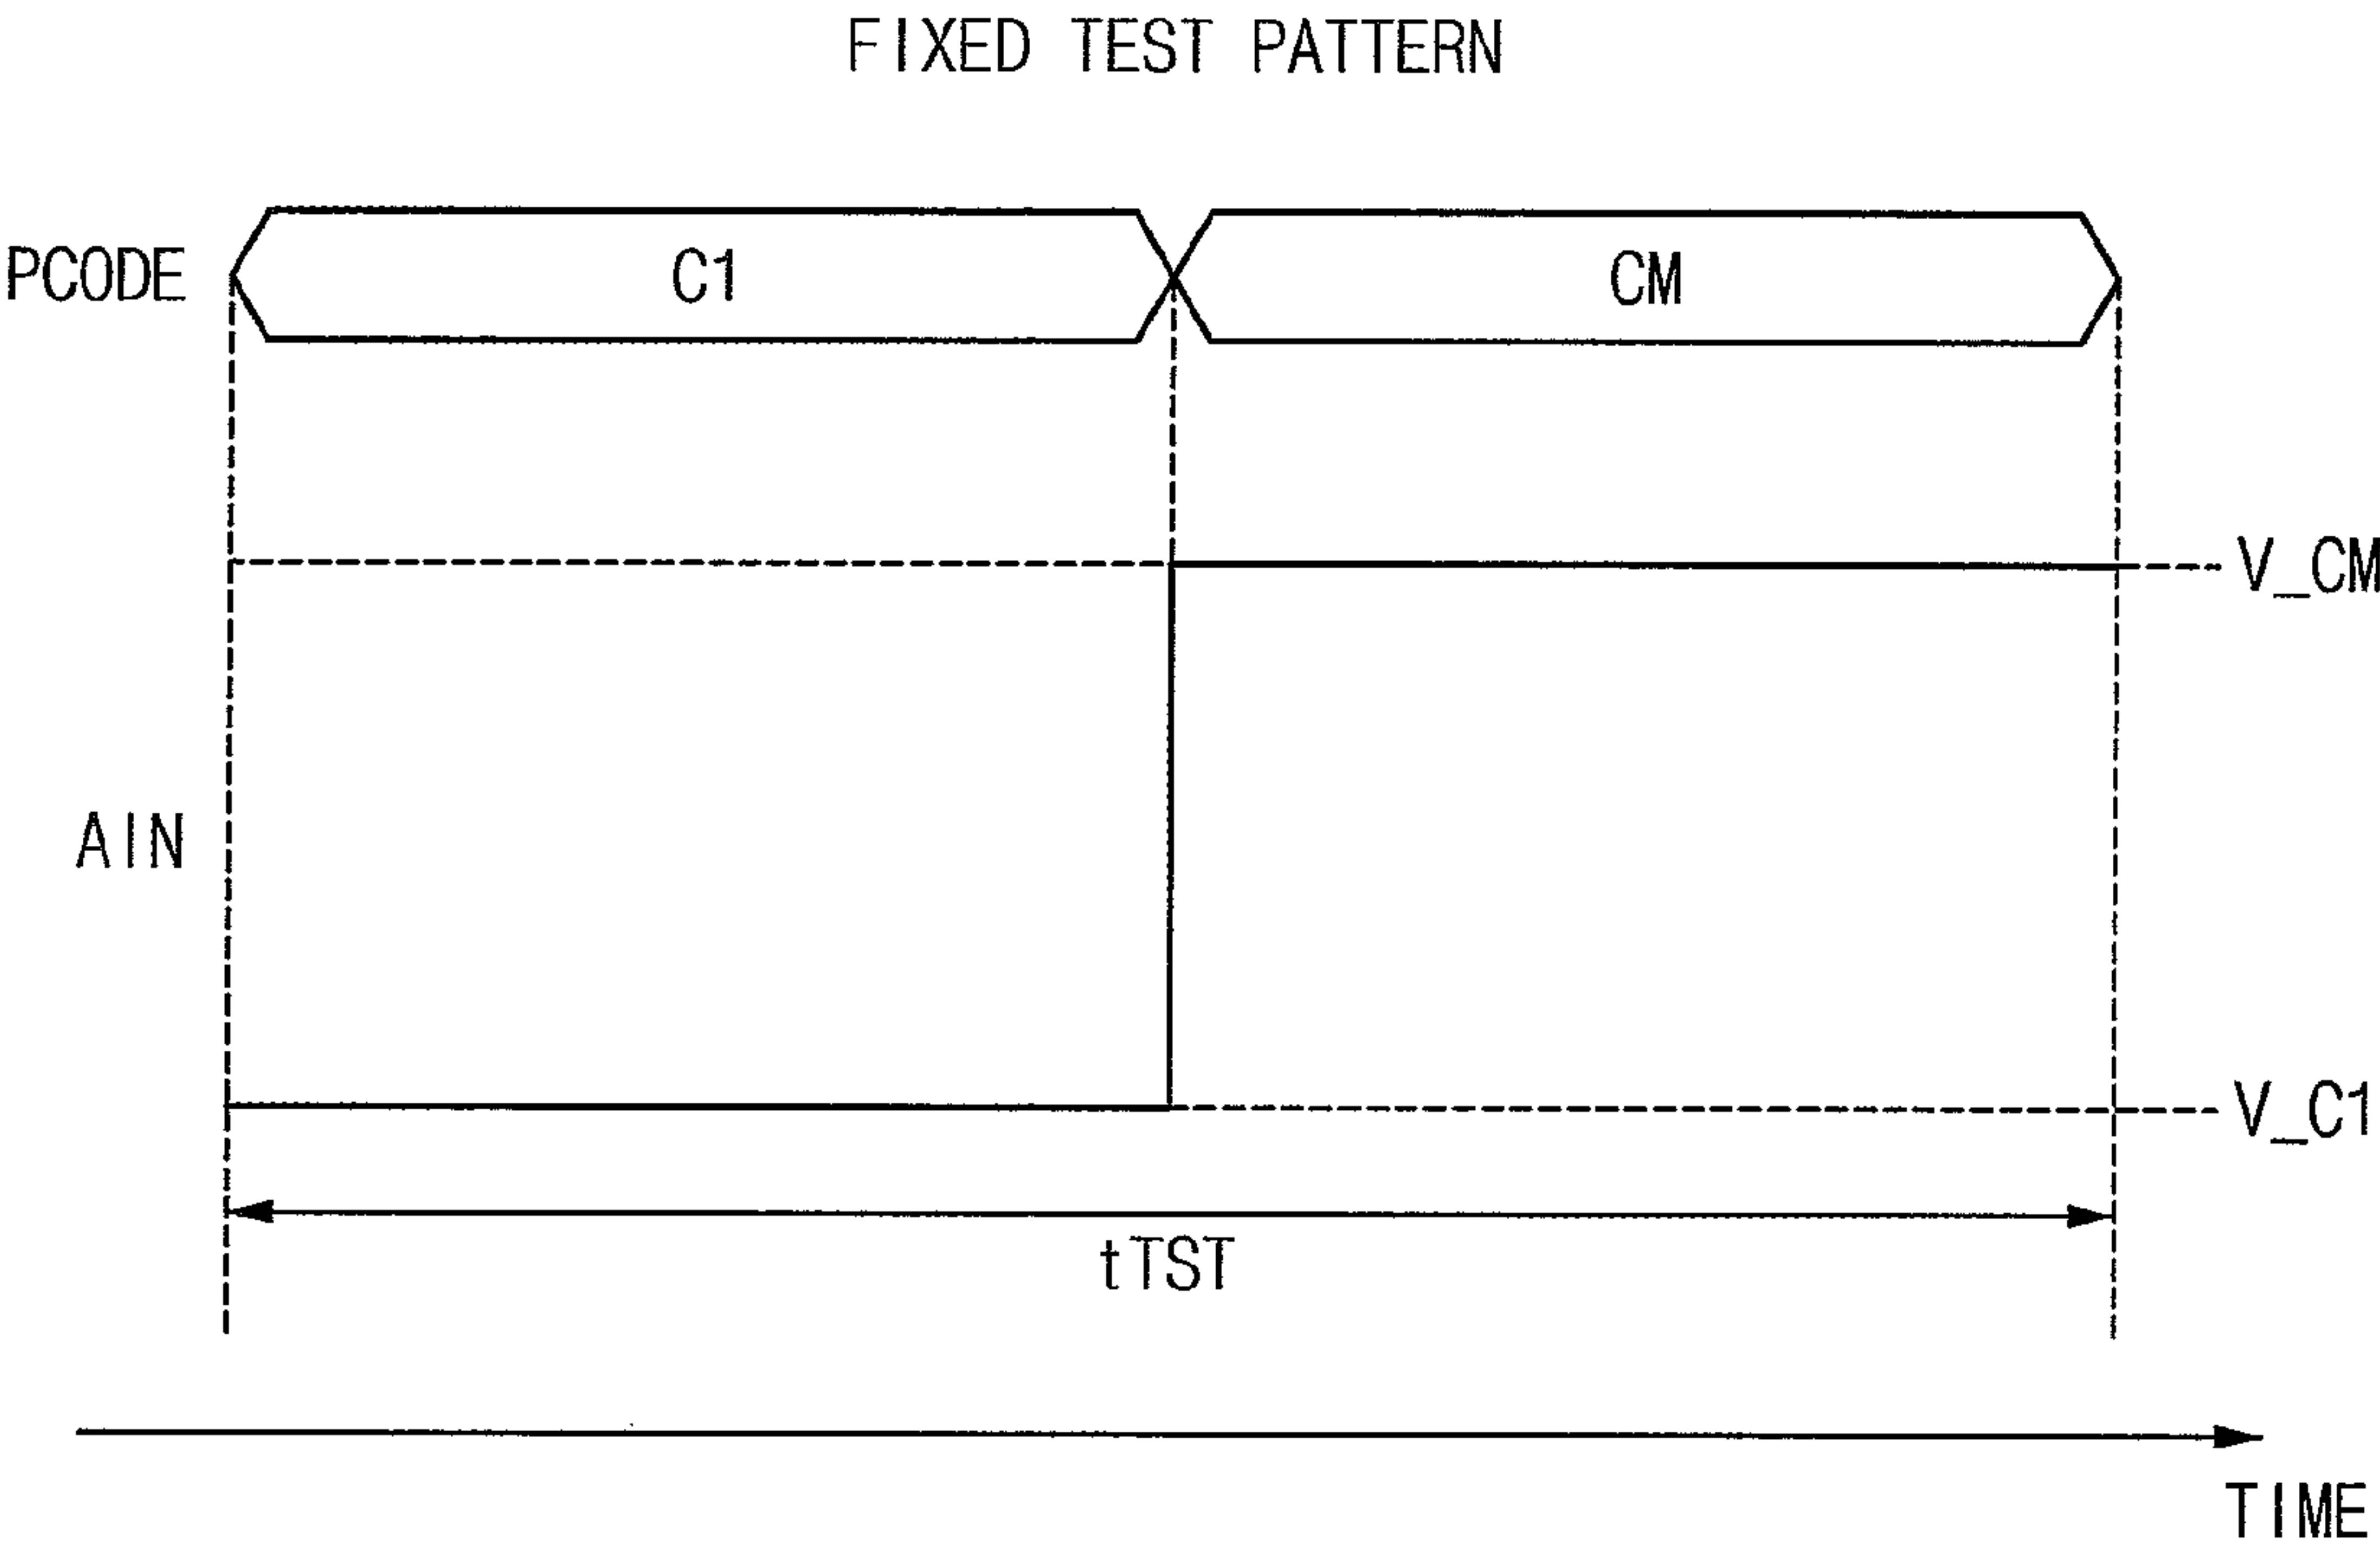 FIXED TEST PATTERN
PCODE C1 CM
V_CM
AIN
V_C1
tTST
TIME